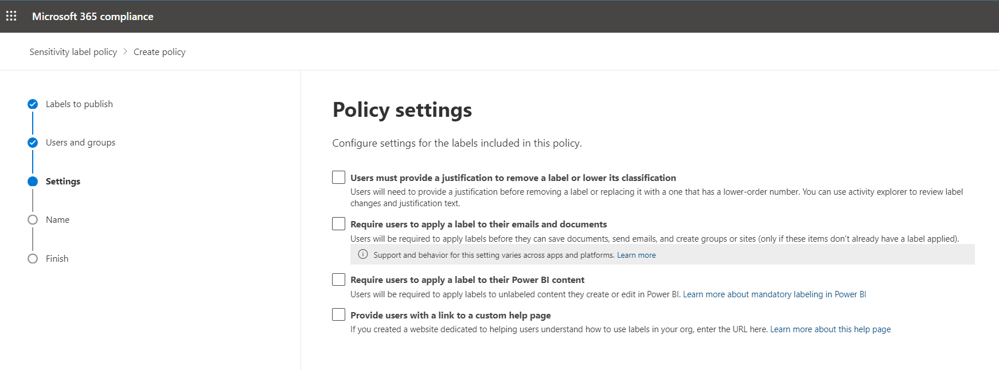 Microsoft 365 compliance
Sensitivity label policy > Create policy
Labels to publish
Users and groups
Settings
Name
Finish
Policy settings
Configure settings for the labels included in this policy.
Users must provide a justification to remove a label or lower its classification
Users will need to provide a justification before removing a label or replacing it with a one that has a lower-order number. You can use activity explorer to review label
changes and justification text.
Require users to apply a label to their emails and documents
Users will be required to apply labels before they can save documents, send emails, and create groups or sites (only if these items don't already have a label applied).
Support and behavior for this setting varies across apps and platforms. Learn more
Require users to apply a label to their Power BI content
Users will be required to apply labels to unlabeled content they create or edit in Power BI. Learn more about mandatory labeling in Power BI
Provide users with a link to a custom help page
If you created a website dedicated to helping users understand how to use labels in your org, enter the URL here. Learn more about this help page